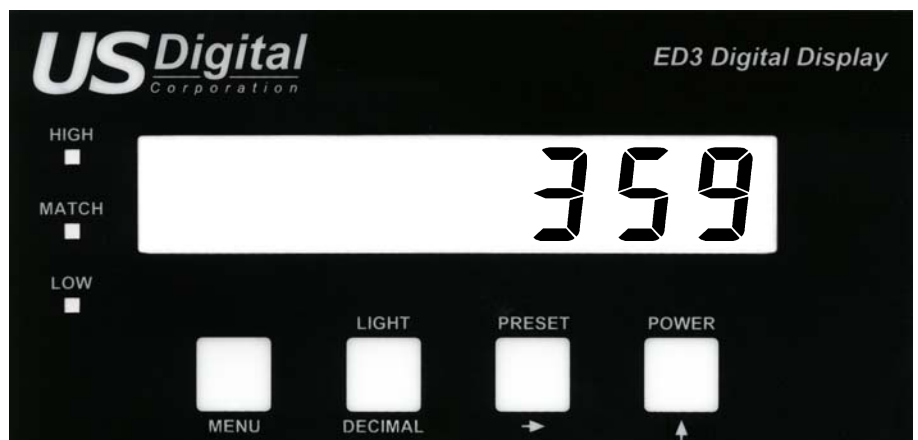 US Digital
Corporation
ED3 Digital Display
HIGH
359
MATCH
LOW
LIGHT
PRESET
POWER
MENU
DECIMAL